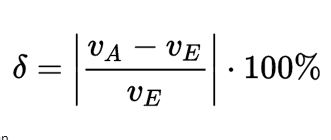 δ = |(v_A − v_E) / v_E| · 100%